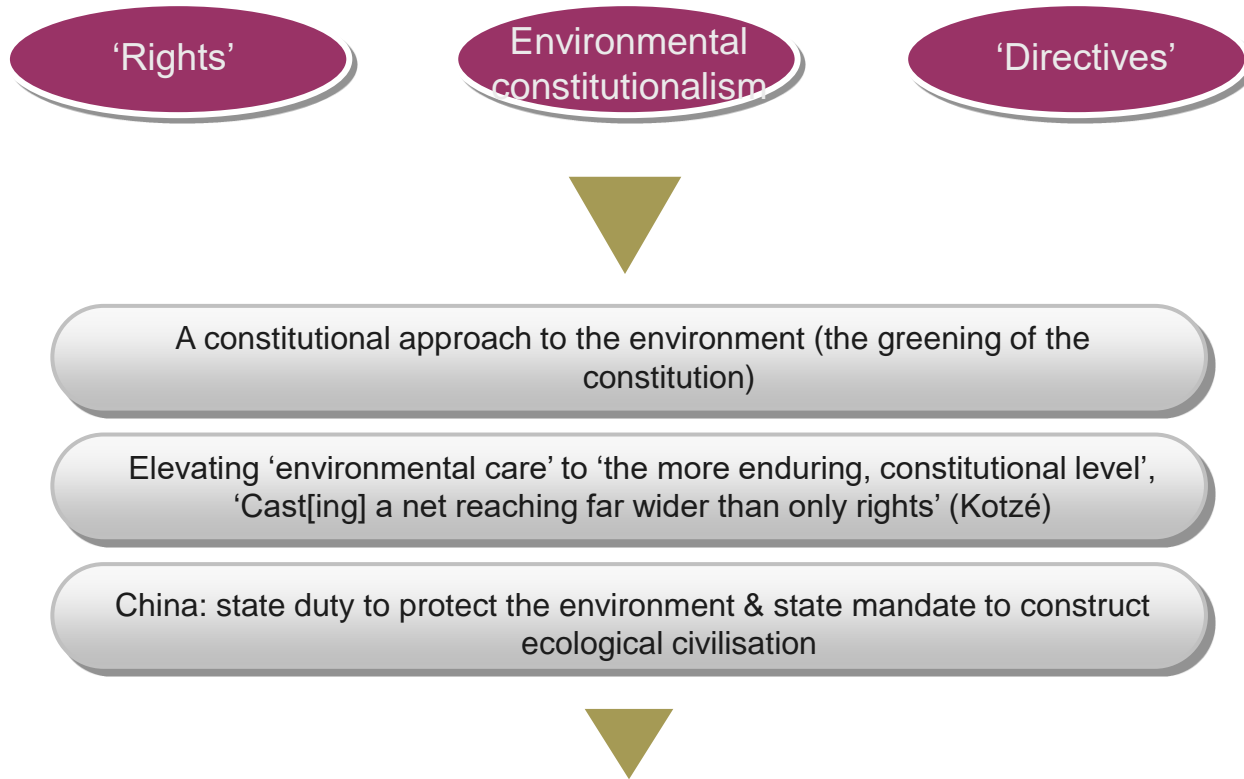 ‘Rights’
Environmental
constitutionalism
‘Directives’
A constitutional approach to the environment (the greening of the
constitution)
Elevating ‘environmental care’ to ‘the more enduring, constitutional level’,
‘Cast[ing] a net reaching far wider than only rights’ (Kotzé)
China: state duty to protect the environment & state mandate to construct
ecological civilisation